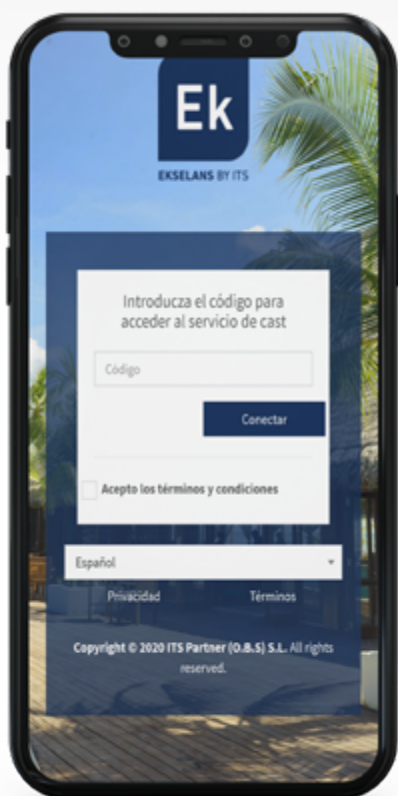 Ek
EKSELANS BY ITS
Introduzca el código para
acceder al servicio de cast
Código
Conectar
Acepto los términos y condiciones
Español
Privacidad
Términos
Copyright © 2020 ITS Partner (O.B.S) S.L. All rights
reserved.